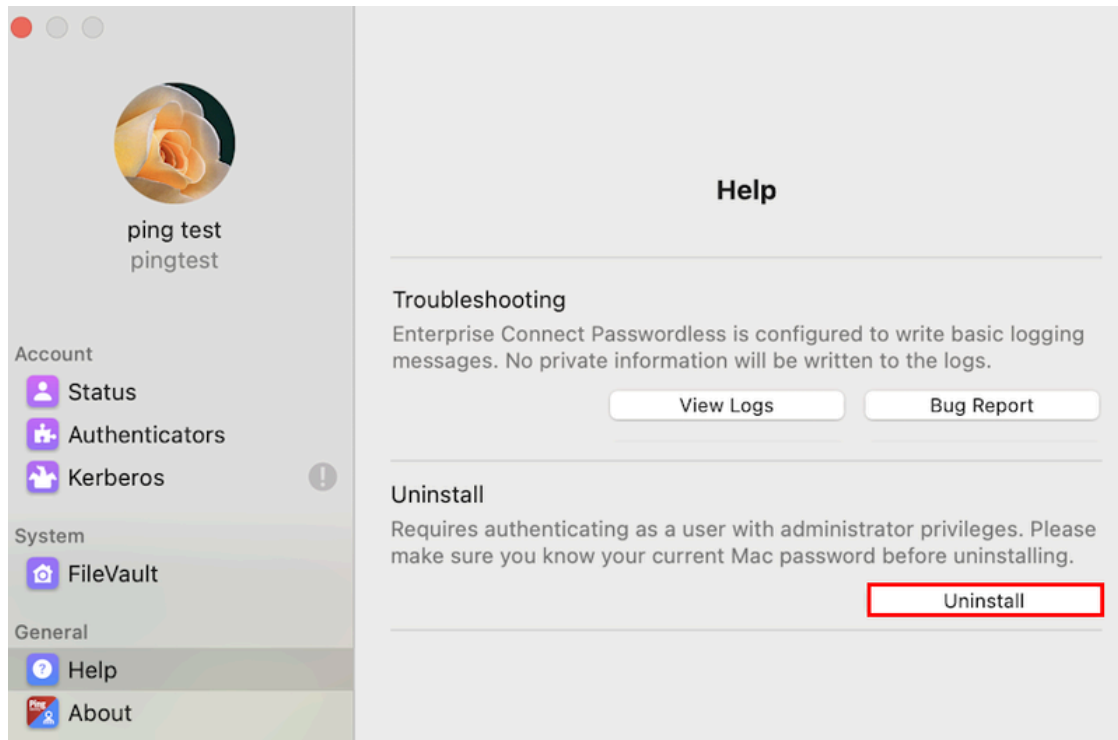 ping test
pingtest
Account
Status
Authenticators
Kerberos
System
FileVault
General
Help
Ping
About
Help
Troubleshooting
Enterprise Connect Passwordless is configured to write basic logging
messages. No private information will be written to the logs.
View Logs
Bug Report
Uninstall
Requires authenticating as a user with administrator privileges. Please
make sure you know your current Mac password before uninstalling.
Uninstall